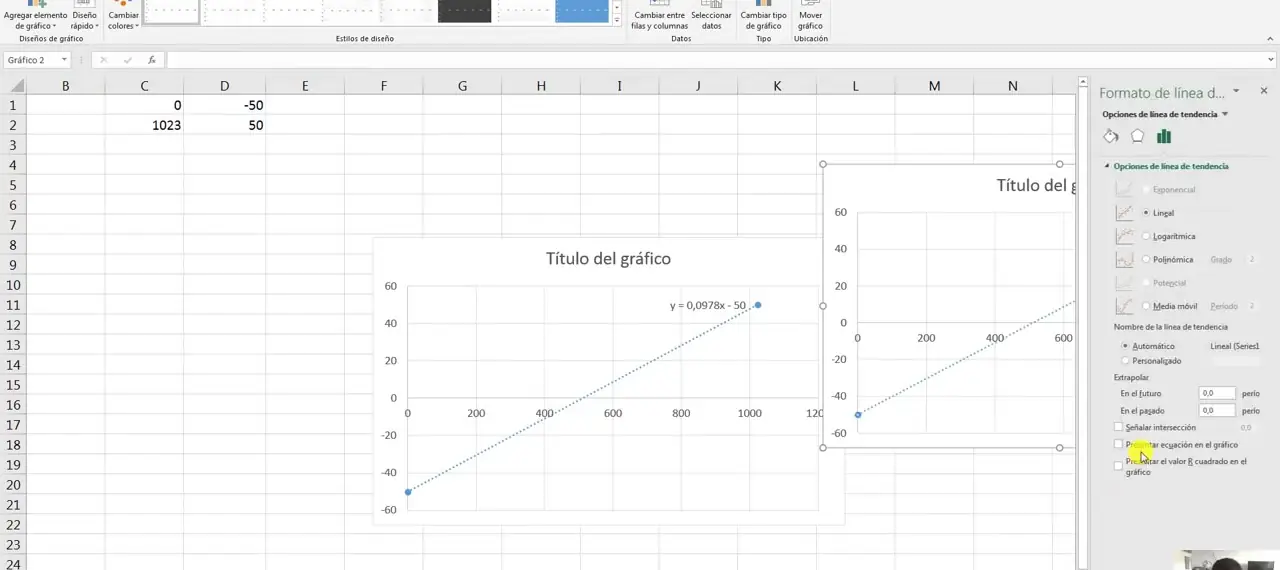 Agregar elemento de gráfico
Diseño rápido
Cambiar colores
Cambiar entre filas y columnas
Seleccionar datos
Cambiar tipo de gráfico
Mover gráfico
Diseños de gráfico
Estilos de diseño
Datos
Tipo
Ubicación
Gráfico 2
fx
B C D E F G H I J K L M N
1 0 -50
2 1023 50
3
4
5
6
7
8
9
10
11
12
13
14
15
16
17
18
19
20
21
22
23
24
Título del gráfico
y = 0,0978x - 50
60
40
20
0
-20
-40
-60
0 200 400 600 800 1000 120
Título del g
60
40
20
0
-20
-40
-60
0 200 400 600
Formato de línea d...
Opciones de línea de tendencia
Opciones de línea de tendencia
Exponencial
Lineal
Logarítmica
Polinómica Grado 2
Potencial
Media móvil Período 2
Nombre de la línea de tendencia
Automático Lineal (Series1
Personalizado
Extrapolar
En el futuro 0,0 perío
En el pasado 0,0 perío
Señalar intersección 0,0
Presentar ecuación en el gráfico
Presentar el valor R cuadrado en el
gráfico